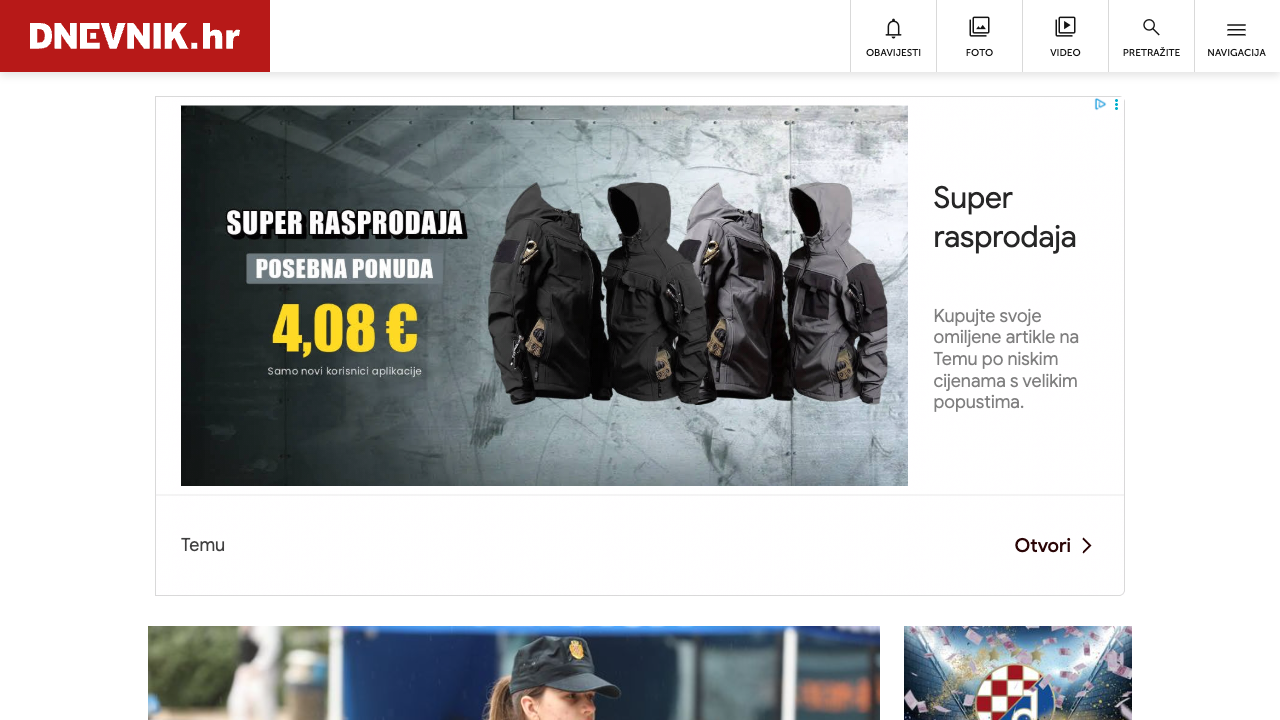 DNEVNIK.hr
OBAVIJESTI
FOTO
VIDEO
PRETRAŽITE
NAVIGACIJA
SUPER RASPRODAJA
POSEBNA PONUDA
4,08 €
Samo novi korisnici aplikacije
Super
rasprodaja
Kupujte svoje
omiljene artikle na
Temu po niskim
cijenama s velikim
popustima.
Temu
Otvori